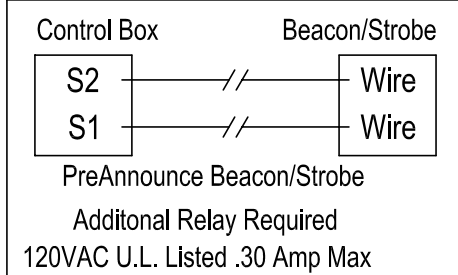 Control Box Beacon/Strobe
S2 Wire
S1 Wire
PreAnnounce Beacon/Strobe
Additonal Relay Required
120VAC U.L. Listed .30 Amp Max